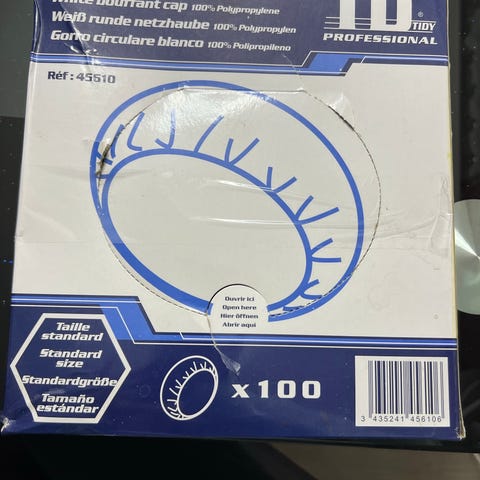 White bouffant cap 100% Polypropylene
Weiß runde netzhaube 100% Polypropylen
Gorro circulare blanco 100% Polipropileno
TIDY
PROFESSIONAL
Réf : 45610
Ouvrir ici
Open here
Hier öffnen
Abrir aqui
Taille
standard
Standard
size
Standardgröße
Tamaño
estándar
x100
3 435241 456106